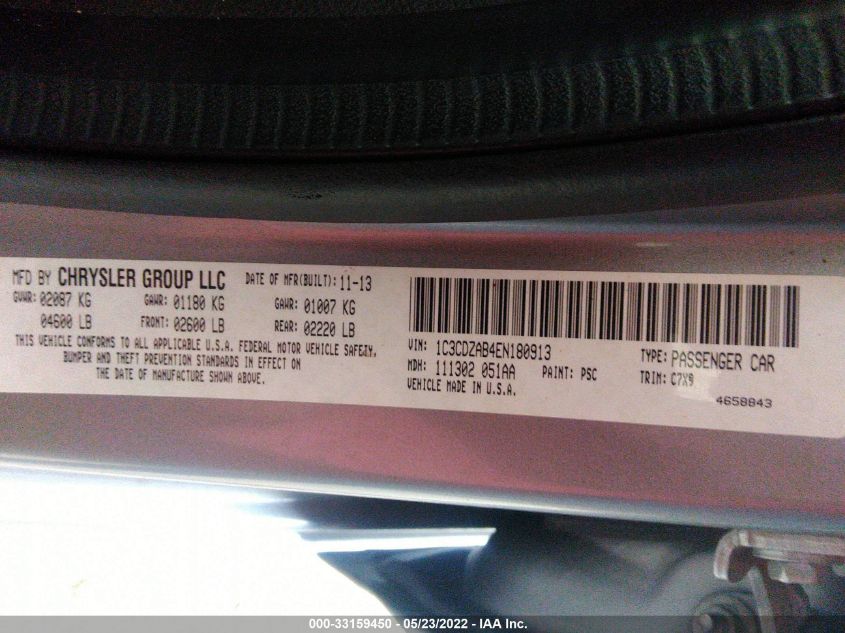 MFD BY CHRYSLER GROUP LLC DATE OF MFR(BUILT): 11-13
GVWR: 02087 KG GAWR: 01180 KG GAWR: 01007 KG
04600 LB FRONT: 02600 LB REAR: 02220 LB
THIS VEHICLE CONFORMS TO ALL APPLICABLE U.S.A. FEDERAL MOTOR VEHICLE SAFETY,
BUMPER AND THEFT PREVENTION STANDARDS IN EFFECT ON
THE DATE OF MANUFACTURE SHOWN ABOVE.
VIN: 1C3CDZAB4EN180913 TYPE: PASSENGER CAR
MDH: 111302 051AA PAINT: PSC TRIM: C7X9
VEHICLE MADE IN U.S.A. 4658843
000-33159450 - 05/23/2022 - IAA Inc.